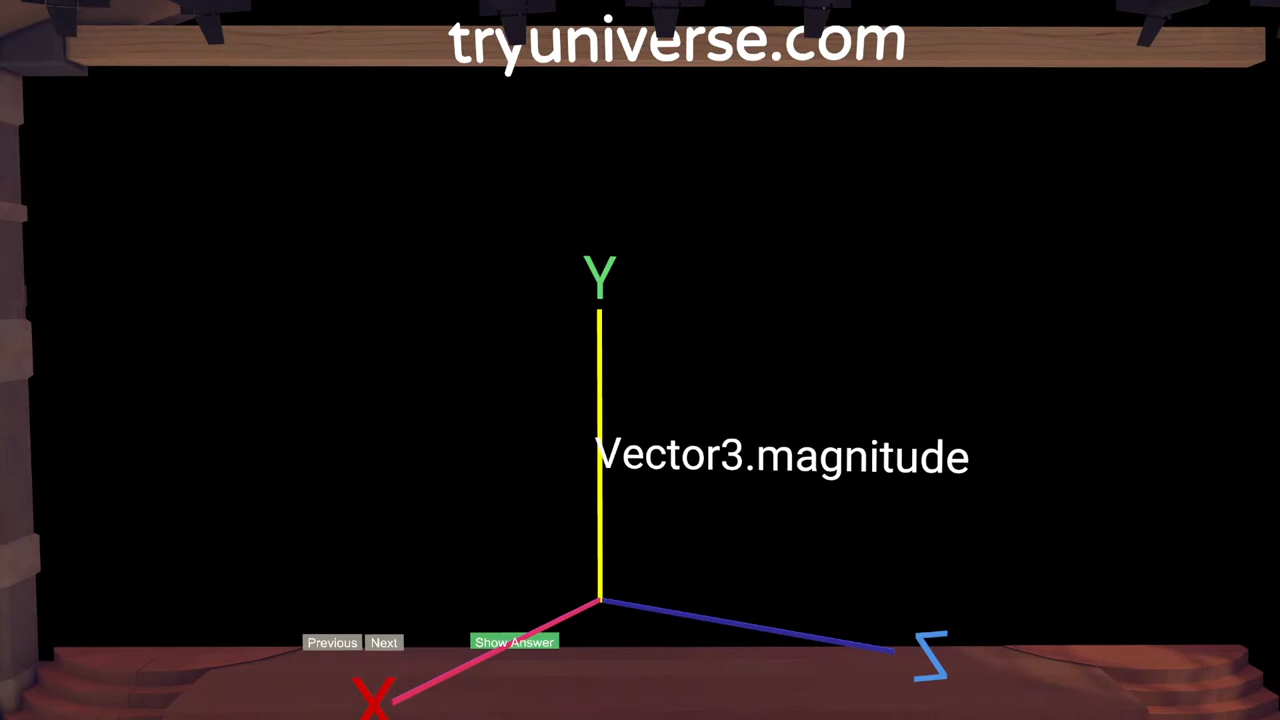 tryuniverse.com
Y
Vector3.magnitude
Previous Next Show Answer
Z
X